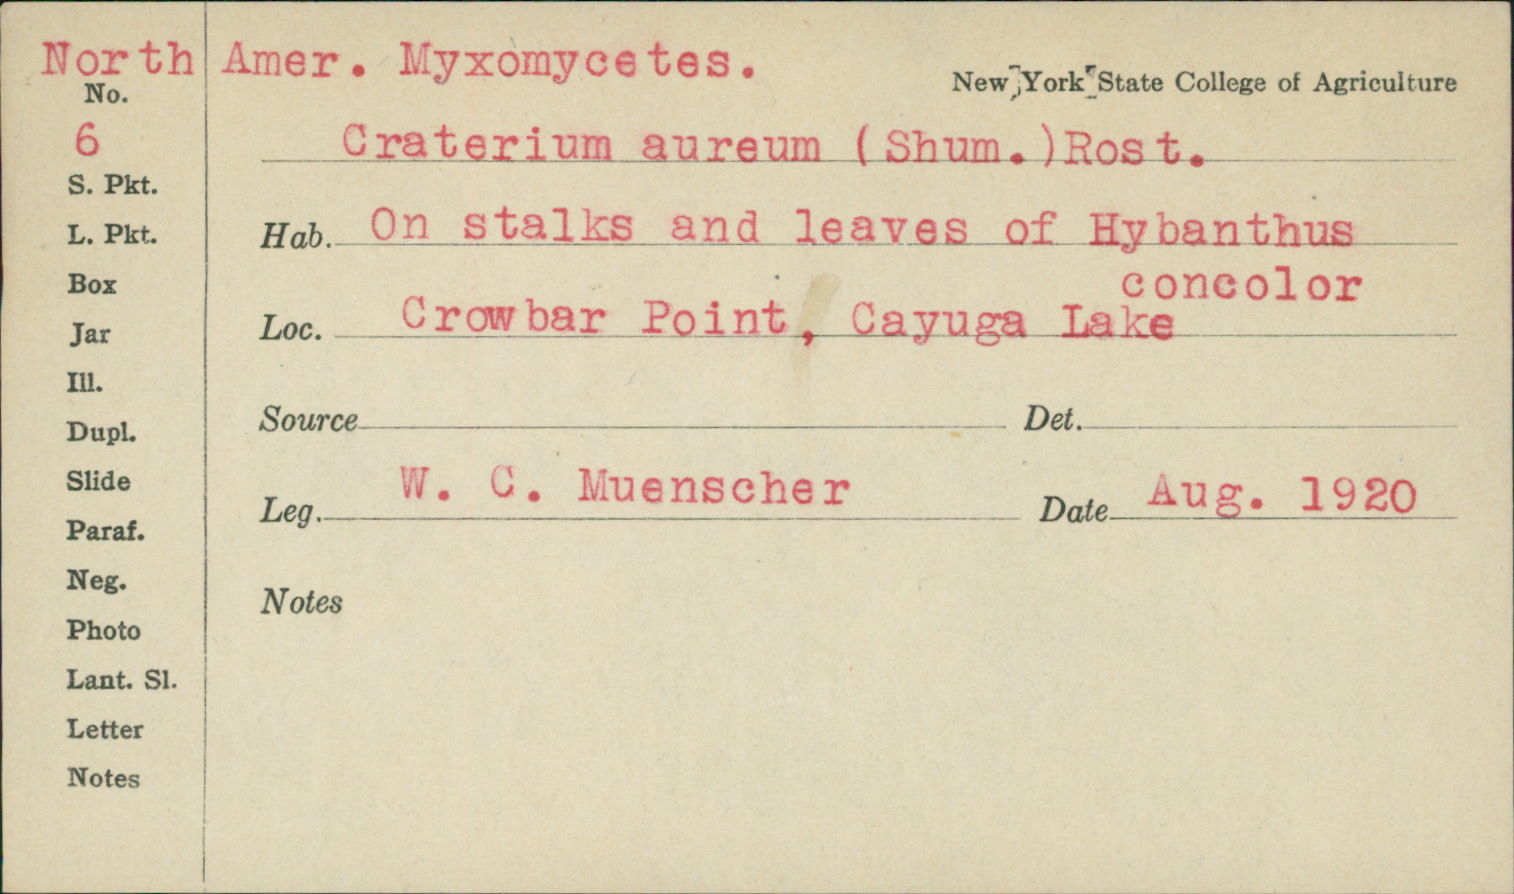 North Amer. Myxomycetes.
New York State College of Agriculture
No.
6
Craterium aureum (Shum.)Rost.
S. Pkt.
L. Pkt.
Hab. On stalks and leaves of Hybanthus
concolor
Box
Jar
Loc. Crowbar Point, Cayuga Lake
Ill.
Dupl.
Source Det.
Slide
Leg. W. C. Muenscher Date Aug. 1920
Paraf.
Neg.
Notes
Photo
Lant. Sl.
Letter
Notes